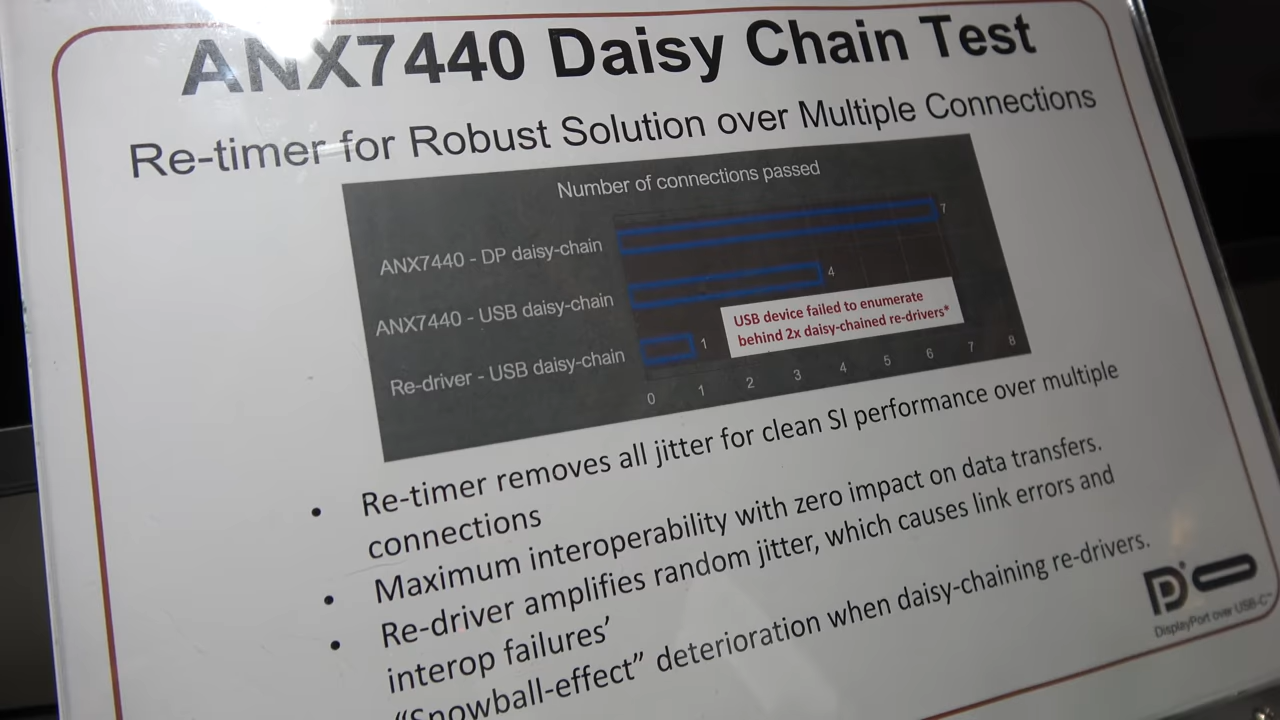 ANX7440 Daisy Chain Test
Re-timer for Robust Solution over Multiple Connections
Number of connections passed
ANX7440 - DP daisy-chain
7
ANX7440 - USB daisy-chain
4
Re-driver - USB daisy-chain
1
USB device failed to enumerate
behind 2x daisy-chained re-drivers*
0 1 2 3 4 5 6 7 8
• Re-timer removes all jitter for clean SI performance over multiple
connections
• Maximum interoperability with zero impact on data transfers.
• Re-driver amplifies random jitter, which causes link errors and
interop failures’
“Snowball-effect” deterioration when daisy-chaining re-drivers.
DisplayPort over USB-C™